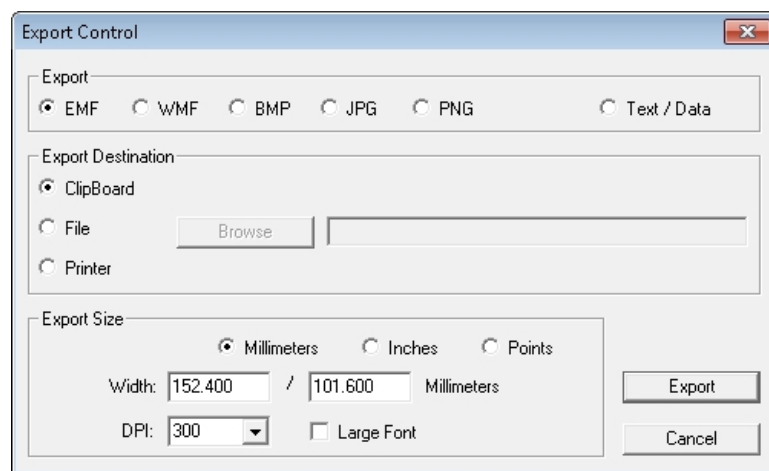 Export Control
Export
EMF WMF BMP JPG PNG Text / Data
Export Destination
ClipBoard
File Browse
Printer
Export Size
Millimeters Inches Points
Width: 152.400 / 101.600 Millimeters Export
DPI: 300 Large Font Cancel